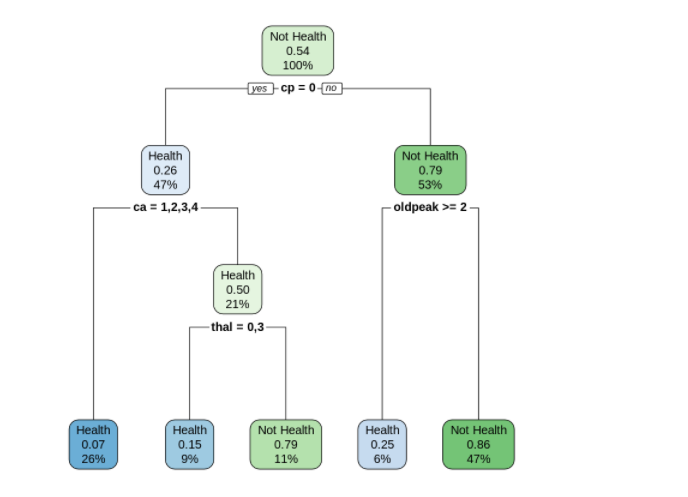 Not Health
0.54
100%
yes cp = 0 no
Health
0.26
47%
Not Health
0.79
53%
ca = 1,2,3,4
oldpeak >= 2
Health
0.50
21%
thal = 0,3
Health
0.07
26%
Health
0.15
9%
Not Health
0.79
11%
Health
0.25
6%
Not Health
0.86
47%